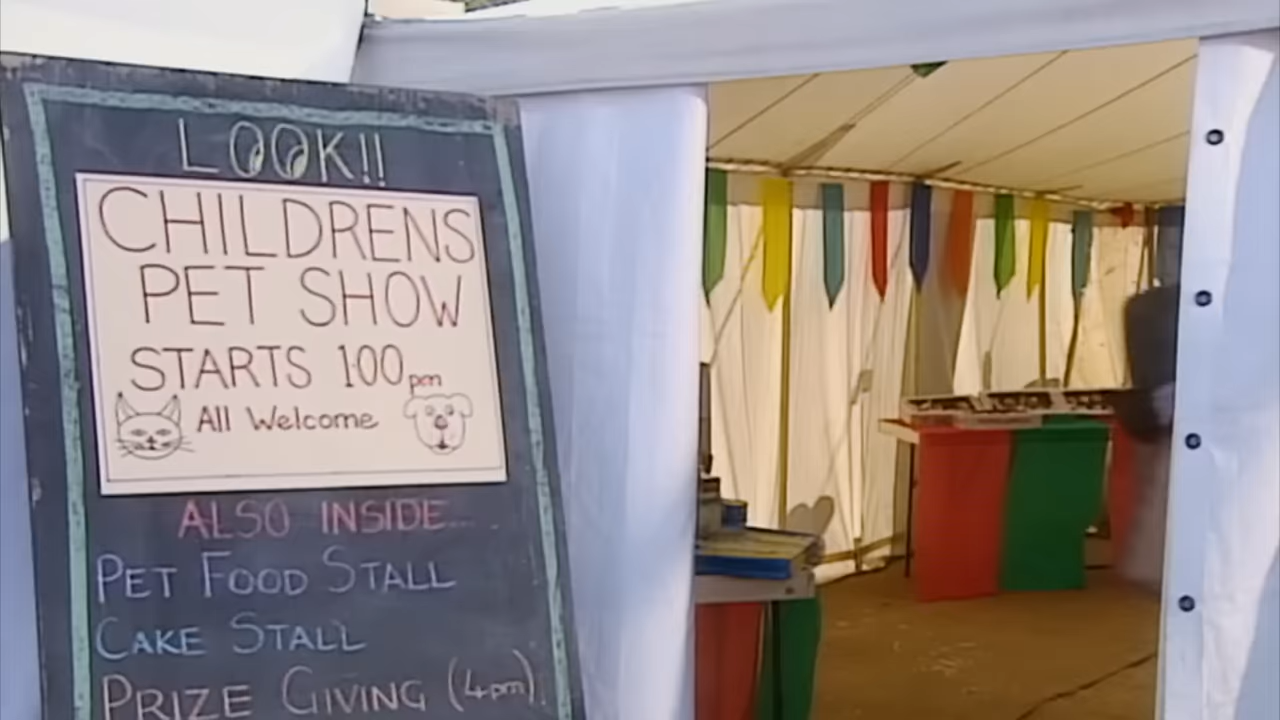 LOOK!!
CHILDRENS
PET SHOW
STARTS 1.00 pm
All Welcome
ALSO INSIDE...
PET FOOD STALL
CAKE STALL
PRIZE GIVING (4pm)